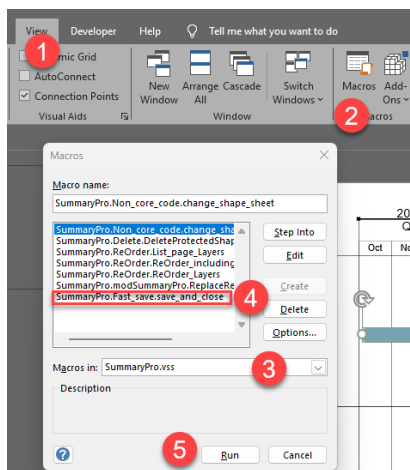 View Developer Help Tell me what you want to do
1
mic Grid
AutoConnect
Connection Points
Visual Aids
New Window
Arrange All
Cascade
Switch Windows
Window
Macros
Add-Ons
2
acros
Macros
Macro name:
SummaryPro.Non_core_code.change_shape_sheet
SummaryPro.Non_core_code.change_sha
SummaryPro.Delete.DeleteProtectedShap
SummaryPro.ReOrder.List_page_Layers
SummaryPro.ReOrder.ReOrder_including
SummaryPro.ReOrder.ReOrder_Layers
SummaryPro.modSummaryPro.ReplaceRe
SummaryPro.Fast_save.save_and_close
4
Step Into
Edit
Create
Delete
Options...
Macros in: SummaryPro.vss
3
Description
5
? Run Cancel
20
Q
Oct No